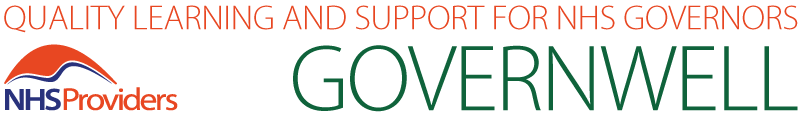 QUALITY LEARNING AND SUPPORT FOR NHS GOVERNORS
GOVERNWELL
NHSProviders